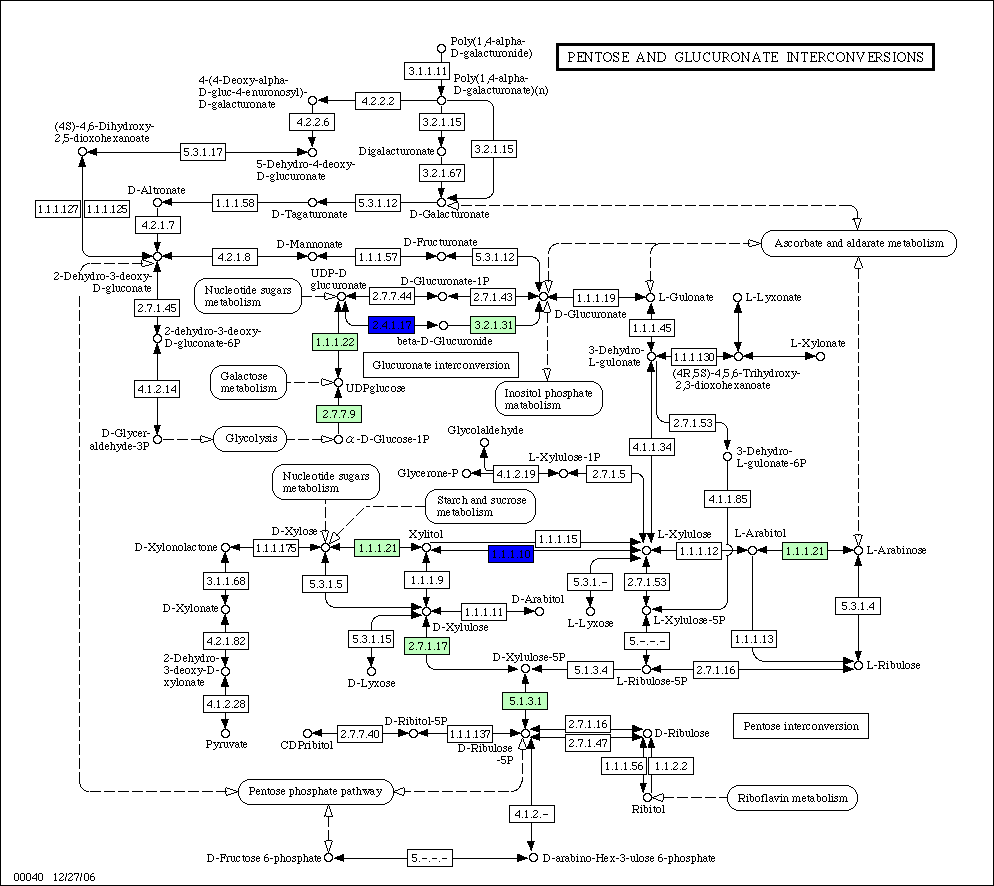 Poly(1,4-alpha-
D-galacturonide)
PENTOSE AND GLUCURONATE INTERCONVERSIONS
3.1.1.11
4-(4-Deoxy-alpha-
D-gluc-4-enuronosyl)-
D-galacturonate
Poly(1,4-alpha-
D-galacturonate)(n)
4.2.2.2
4.2.2.6
3.2.1.15
(4S)-4,6-Dihydroxy-
2,5-dioxohexanoate
5.3.1.17
Digalacturonate
3.2.1.15
5-Dehydro-4-deoxy-
D-glucuronate
3.2.1.67
D-Altronate
1.1.1.127
1.1.1.125
1.1.1.58
5.3.1.12
D-Tagaturonate
D-Galacturonate
4.2.1.7
D-Mannonate
D-Fructuronate
Ascorbate and aldarate metabolism
4.2.1.8
1.1.1.57
5.3.1.12
2-Dehydro-3-deoxy-
D-gluconate
UDP-D
glucuronate
D-Glucuronate-1P
Nucleotide sugars
metabolism
2.7.7.44
2.7.1.43
1.1.1.19
L-Gulonate
L-Lyxonate
2.7.1.45
D-Glucuronate
2.4.1.17
3.2.1.31
1.1.1.45
2-dehydro-3-deoxy-
D-gluconate-6P
1.1.1.22
beta-D-Glucuronide
L-Xylonate
3-Dehydro-
L-gulonate
1.1.1.130
Glucuronate interconversion
(4R,5S)-4,5,6-Trihydroxy-
2,3-dioxohexanoate
Galactose
metabolism
UDPglucose
4.1.2.14
Inositol phosphate
matabolism
2.7.7.9
2.7.1.53
D-Glycer-
aldehyde-3P
Glycolysis
α-D-Glucose-1P
Glycolaldehyde
4.1.1.34
3-Dehydro-
L-gulonate-6P
L-Xylulose-1P
Glycerone-P
4.1.2.19
2.7.1.5
Nucleotide sugars
metabolism
4.1.1.85
Starch and sucrose
metabolism
D-Xylose
Xylitol
1.1.1.15
L-Xylulose
L-Arabitol
D-Xylonolactone
1.1.1.175
1.1.1.21
1.1.1.10
1.1.1.12
1.1.1.21
L-Arabinose
3.1.1.68
5.3.1.5
1.1.1.9
5.3.1.-
2.7.1.53
D-Arabitol
D-Xylonate
1.1.1.11
5.3.1.4
D-Xylulose
L-Lyxose
L-Xylulose-5P
4.2.1.82
5.3.1.15
2.7.1.17
5.-.-.-
1.1.1.13
2-Dehydro-
3-deoxy-D-
xylonate
D-Xylulose-5P
5.1.3.4
2.7.1.16
L-Ribulose
D-Lyxose
L-Ribulose-5P
4.1.2.28
5.1.3.1
D-Ribitol-5P
2.7.1.16
Pentose interconversion
Pyruvate
CDPribitol
2.7.7.40
1.1.1.137
D-Ribulose
-5P
2.7.1.47
D-Ribulose
1.1.1.56
1.1.2.2
Pentose phosphate pathway
Ribitol
Riboflavin metabolism
4.1.2.-
D-Fructose 6-phosphate
5.-.-.-
D-arabino-Hex-3-ulose 6-phosphate
00040 12/27/06